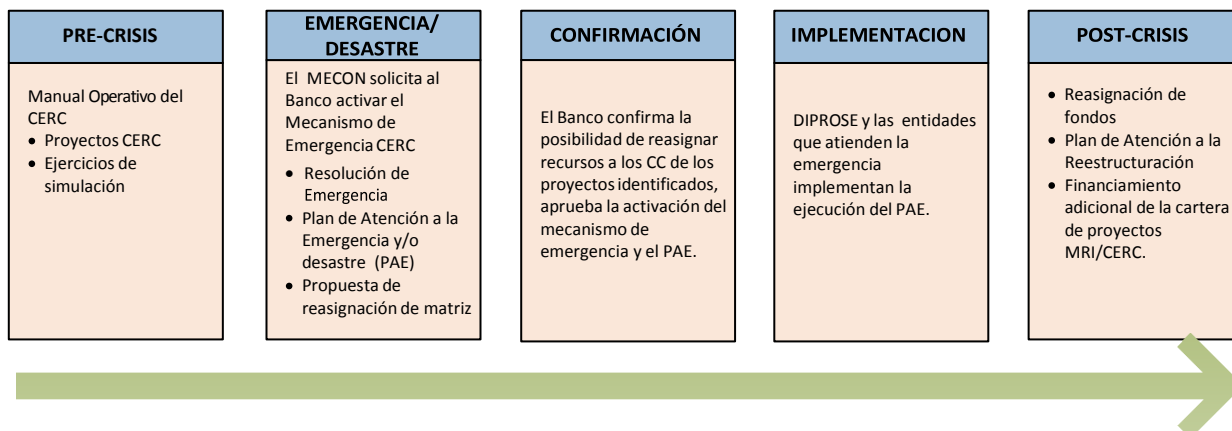 PRE-CRISIS
Manual Operativo del
CERC
• Proyectos CERC
• Ejercicios de
simulación
EMERGENCIA/
DESASTRE
El MECON solicita al
Banco activar el
Mecanismo de
Emergencia CERC
• Resolución de
Emergencia
• Plan de Atención a la
Emergencia y/o
desastre (PAE)
• Propuesta de
reasignación de matriz
CONFIRMACIÓN
El Banco confirma la
posibilidad de reasignar
recursos a los CC de los
proyectos identificados,
aprueba la activación del
mecanismo de
emergencia y el PAE.
IMPLEMENTACION
DIPROSE y las entidades
que atienden la
emergencia
implementan la
ejecución del PAE.
POST-CRISIS
• Reasignación de
fondos
• Plan de Atención a la
Reestructuración
• Financiamiento
adicional de la cartera
de proyectos
MRI/CERC.